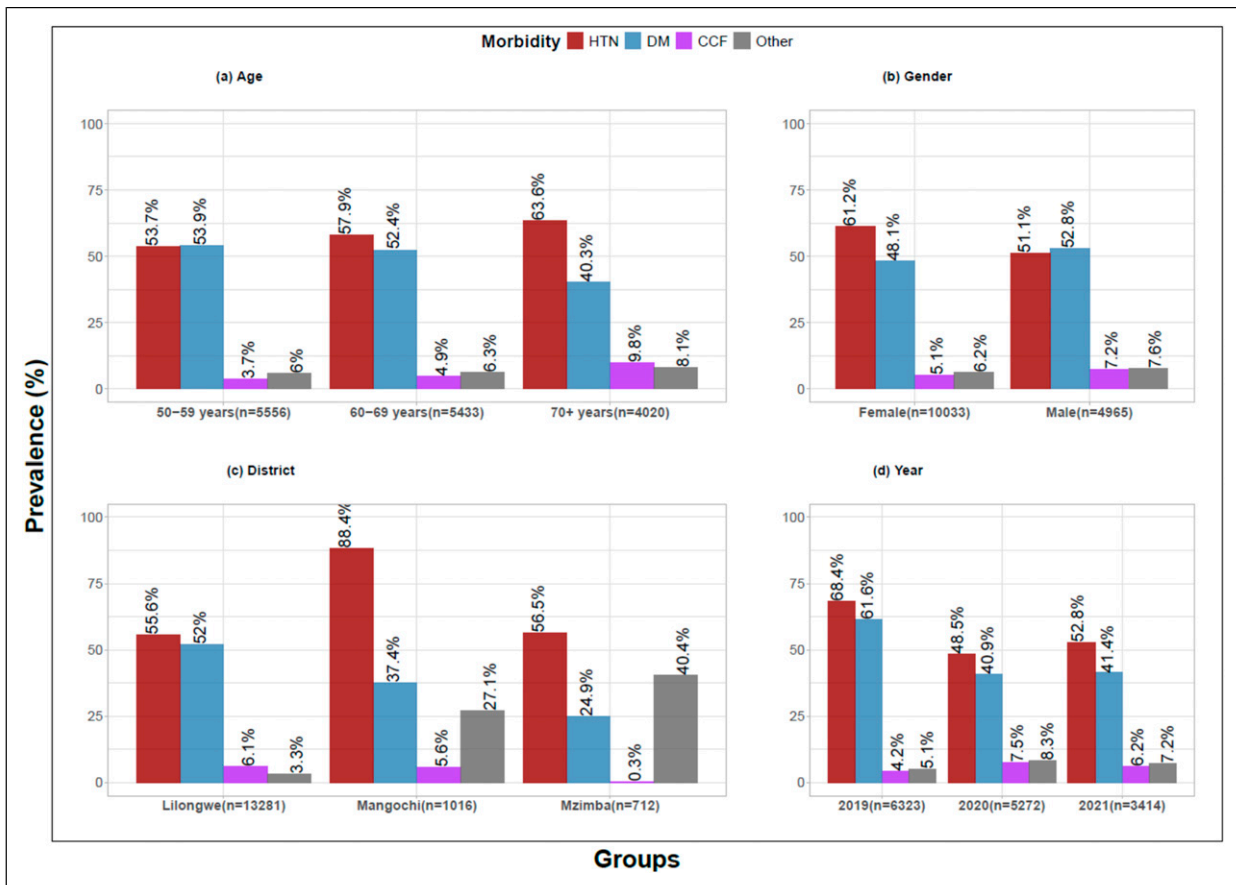 Morbidity HTN DM CCF Other
(a) Age
100
75
50
25
0
53.7% 53.9% 3.7% 6% 57.9% 52.4% 4.9% 6.3% 63.6% 40.3% 9.8% 8.1%
50−59 years(n=5556) 60−69 years(n=5433) 70+ years(n=4020)
(b) Gender
100
75
50
25
0
61.2% 48.1% 5.1% 6.2% 51.1% 52.8% 7.2% 7.6%
Female(n=10033) Male(n=4965)
(c) District
100
75
50
25
0
55.6% 52% 6.1% 3.3% 88.4% 37.4% 5.6% 27.1% 56.5% 24.9% 0.3% 40.4%
Lilongwe(n=13281) Mangochi(n=1016) Mzimba(n=712)
(d) Year
100
75
50
25
0
68.4% 61.6% 4.2% 5.1% 48.5% 40.9% 7.5% 8.3% 52.8% 41.4% 6.2% 7.2%
2019(n=6323) 2020(n=5272) 2021(n=3414)
Prevalence (%)
Groups